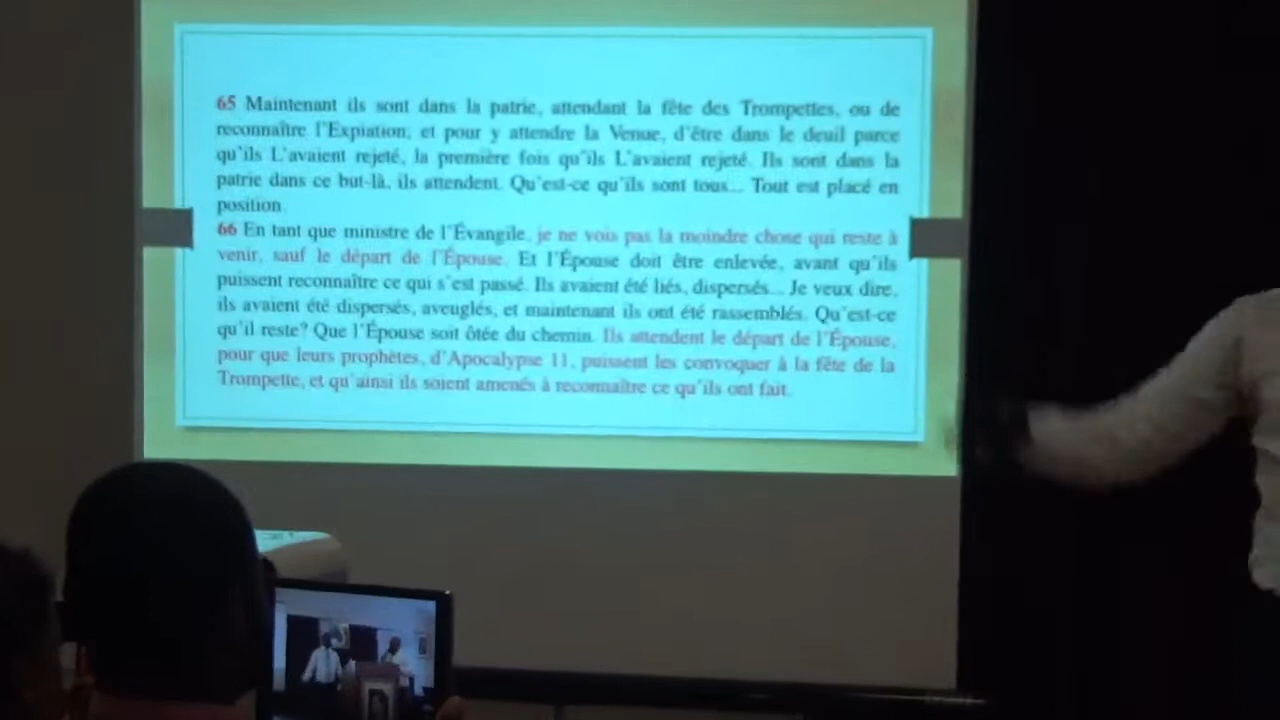 65 Maintenant ils sont dans la patrie, attendant la fête des Trompettes, ou de
reconnaître l'Expiation, et pour y attendre la Venue, d'être dans le deuil parce
qu'ils L'avaient rejeté, la première fois qu'ils L'avaient rejeté. Ils sont dans la
patrie dans ce but-là, ils attendent. Qu'est-ce qu'ils sont tous... Tout est placé en
position.
66 En tant que ministre de l'Évangile, je ne vois pas la moindre chose qui reste à
venir, sauf le départ de l'Épouse. Et l'Épouse doit être enlevée, avant qu'ils
puissent reconnaître ce qui s'est passé. Ils avaient été liés, dispersés... Je veux dire,
ils avaient été dispersés, aveuglés, et maintenant ils ont été rassemblés. Qu'est-ce
qu'il reste? Que l'Épouse soit ôtée du chemin. Ils attendent le départ de l'Épouse,
pour que leurs prophètes, d'Apocalypse 11, puissent les convoquer à la fête de la
Trompette, et qu'ainsi ils soient amenés à reconnaître ce qu'ils ont fait.